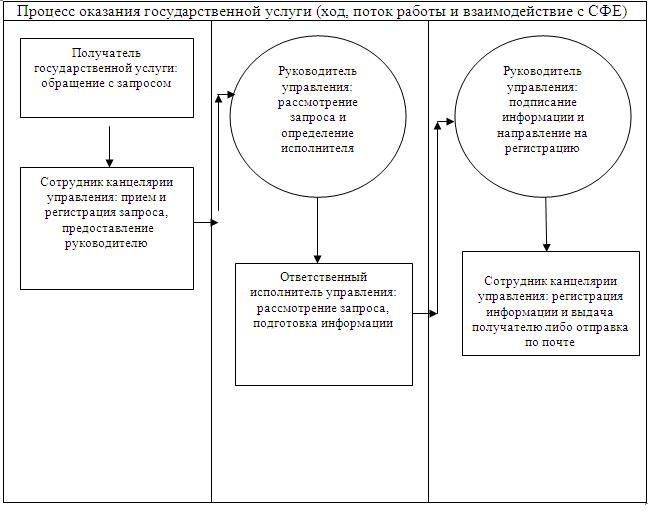 Процесс оказания государственной услуги (ход, поток работы и взаимодействие с СФЕ)
Получатель
государственной услуги:
обращение с запросом
Сотрудник канцелярии
управления: прием и
регистрация запроса,
предоставление
руководителю
Руководитель
управления:
рассмотрение
запроса и
определение
исполнителя
Ответственный
исполнитель управления:
рассмотрение запроса,
подготовка информации
Руководитель
управления:
подписание
информации и
направление на
регистрацию
Сотрудник канцелярии
управления: регистрация
информации и выдача
получателю либо отправка
по почте